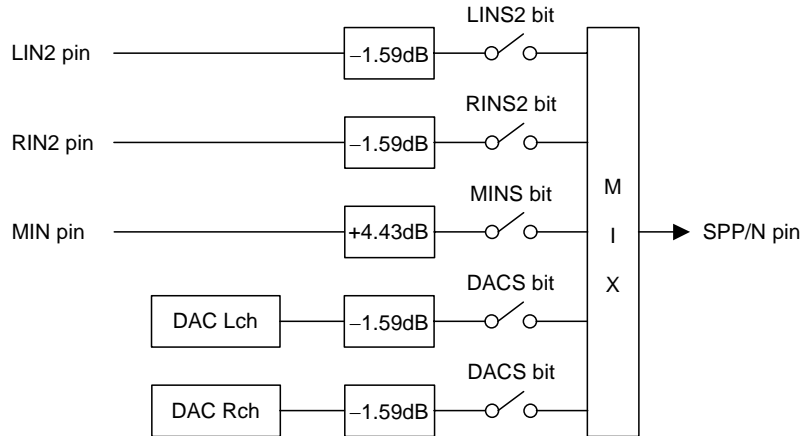 LINS2 bit
LIN2 pin
−1.59dB
RINS2 bit
RIN2 pin
−1.59dB
MINS bit
MIN pin
+4.43dB
M
I
X
SPP/N pin
DACS bit
DAC Lch
−1.59dB
DACS bit
DAC Rch
−1.59dB